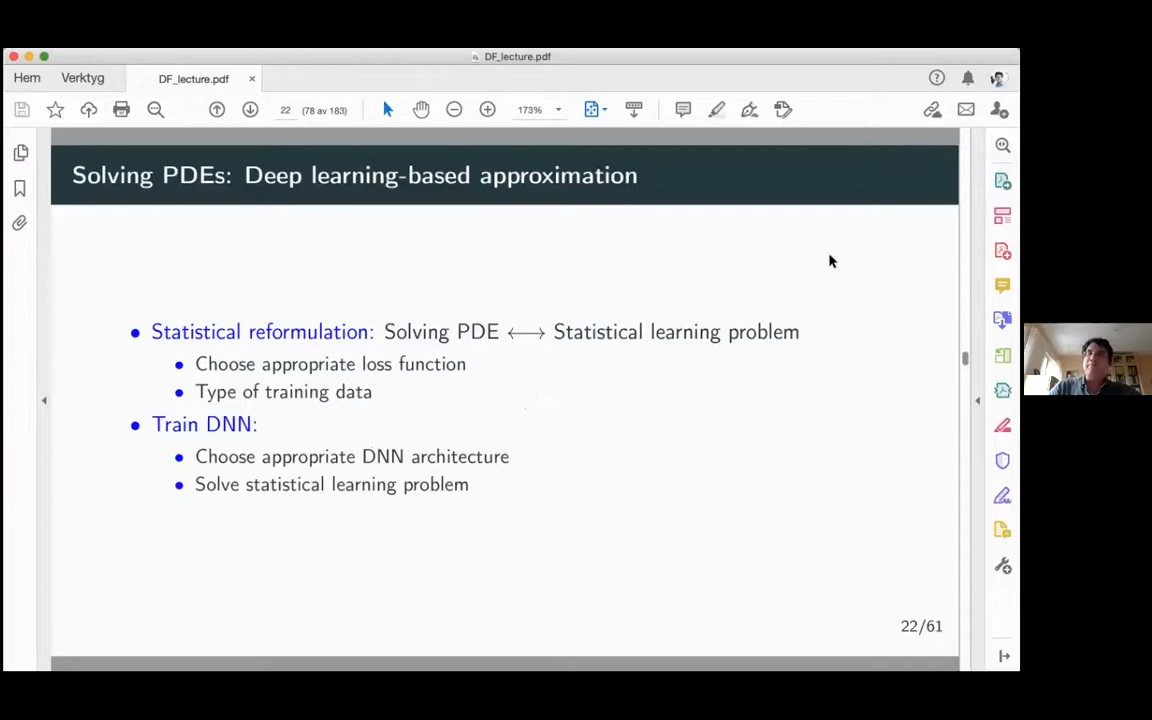 DF_lecture.pdf
Hem Verktyg DF_lecture.pdf ×
22 (78 av 183) 173%
Solving PDEs: Deep learning-based approximation
• Statistical reformulation: Solving PDE ⟷ Statistical learning problem
• Choose appropriate loss function
• Type of training data
• Train DNN:
• Choose appropriate DNN architecture
• Solve statistical learning problem
22/61